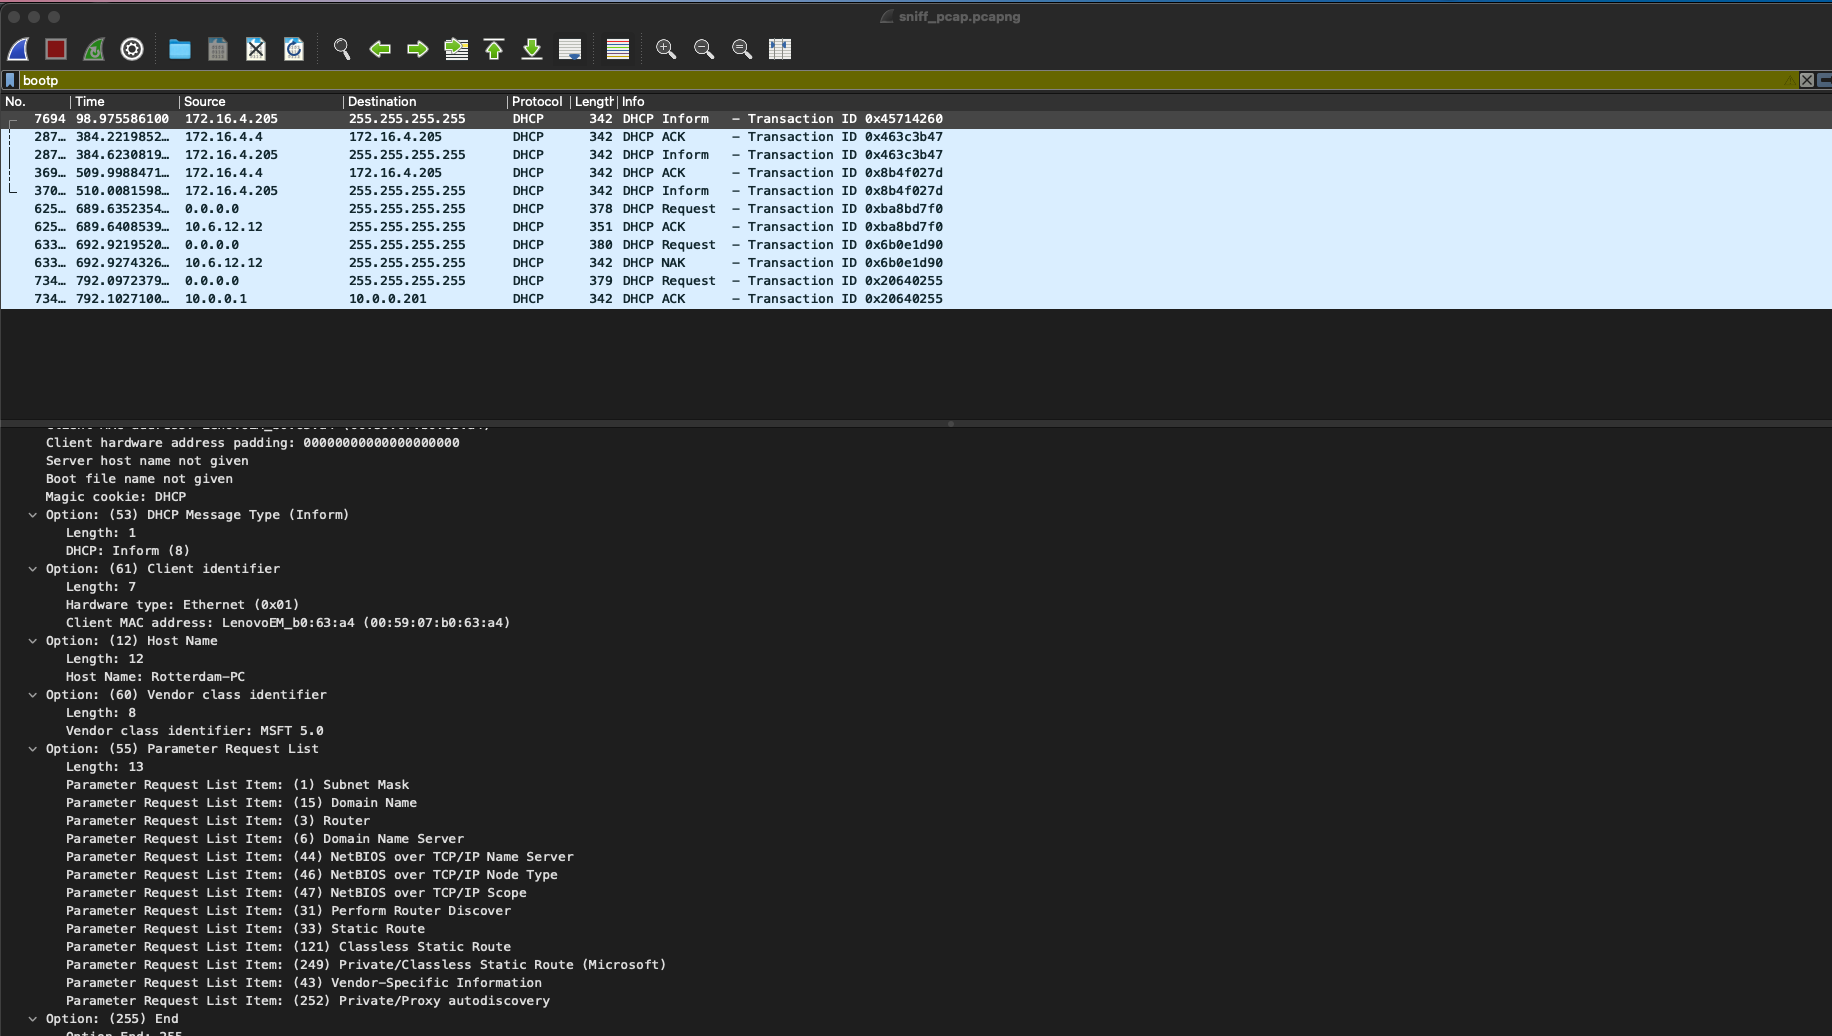 sniff_pcap.pcapng
bootp
No. Time Source Destination Protocol Length Info
7694 98.975586100 172.16.4.205 255.255.255.255 DHCP 342 DHCP Inform – Transaction ID 0x45714260
287… 384.2219852… 172.16.4.4 172.16.4.205 DHCP 342 DHCP ACK – Transaction ID 0x463c3b47
287… 384.6230819… 172.16.4.205 255.255.255.255 DHCP 342 DHCP Inform – Transaction ID 0x463c3b47
369… 509.9988471… 172.16.4.4 172.16.4.205 DHCP 342 DHCP ACK – Transaction ID 0x8b4f027d
370… 510.0081598… 172.16.4.205 255.255.255.255 DHCP 342 DHCP Inform – Transaction ID 0x8b4f027d
625… 689.6352354… 0.0.0.0 255.255.255.255 DHCP 378 DHCP Request – Transaction ID 0xba8bd7f0
625… 689.6408539… 10.6.12.12 255.255.255.255 DHCP 351 DHCP ACK – Transaction ID 0xba8bd7f0
633… 692.9219520… 0.0.0.0 255.255.255.255 DHCP 380 DHCP Request – Transaction ID 0x6b0e1d90
633… 692.9274326… 10.6.12.12 255.255.255.255 DHCP 342 DHCP NAK – Transaction ID 0x6b0e1d90
734… 792.0972379… 0.0.0.0 255.255.255.255 DHCP 379 DHCP Request – Transaction ID 0x20640255
734… 792.1027100… 10.0.0.1 10.0.0.201 DHCP 342 DHCP ACK – Transaction ID 0x20640255
Client hardware address padding: 00000000000000000000
Server host name not given
Boot file name not given
Magic cookie: DHCP
Option: (53) DHCP Message Type (Inform)
Length: 1
DHCP: Inform (8)
Option: (61) Client identifier
Length: 7
Hardware type: Ethernet (0x01)
Client MAC address: LenovoEM_b0:63:a4 (00:59:07:b0:63:a4)
Option: (12) Host Name
Length: 12
Host Name: Rotterdam–PC
Option: (60) Vendor class identifier
Length: 8
Vendor class identifier: MSFT 5.0
Option: (55) Parameter Request List
Length: 13
Parameter Request List Item: (1) Subnet Mask
Parameter Request List Item: (15) Domain Name
Parameter Request List Item: (3) Router
Parameter Request List Item: (6) Domain Name Server
Parameter Request List Item: (44) NetBIOS over TCP/IP Name Server
Parameter Request List Item: (46) NetBIOS over TCP/IP Node Type
Parameter Request List Item: (47) NetBIOS over TCP/IP Scope
Parameter Request List Item: (31) Perform Router Discover
Parameter Request List Item: (33) Static Route
Parameter Request List Item: (121) Classless Static Route
Parameter Request List Item: (249) Private/Classless Static Route (Microsoft)
Parameter Request List Item: (43) Vendor–Specific Information
Parameter Request List Item: (252) Private/Proxy autodiscovery
Option: (255) End
Option End: 255